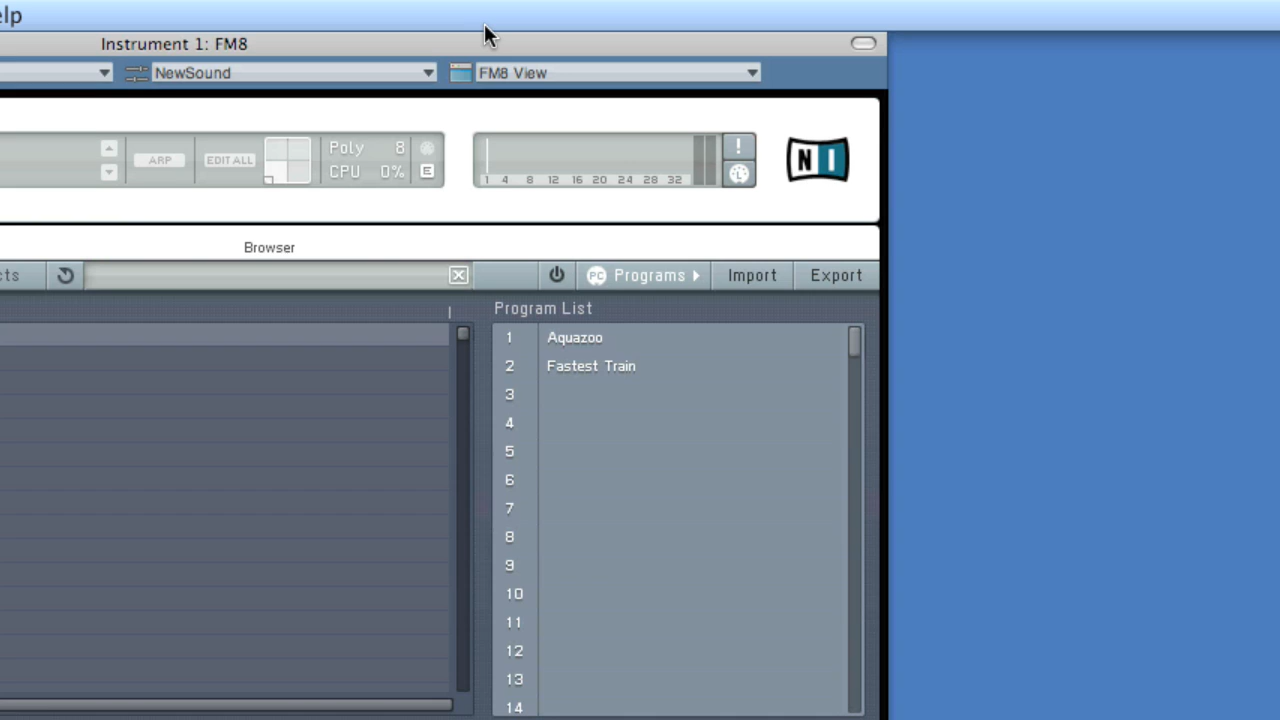 elp
Instrument 1: FM8
NewSound
FM8 View
ARP
EDIT ALL
Poly 8
CPU 0%
E
1 4 8 12 16 20 24 28 32
!
N I
Browser
cts
PC Programs
Import
Export
Program List
1 Aquazoo
2 Fastest Train
3
4
5
6
7
8
9
10
11
12
13
14